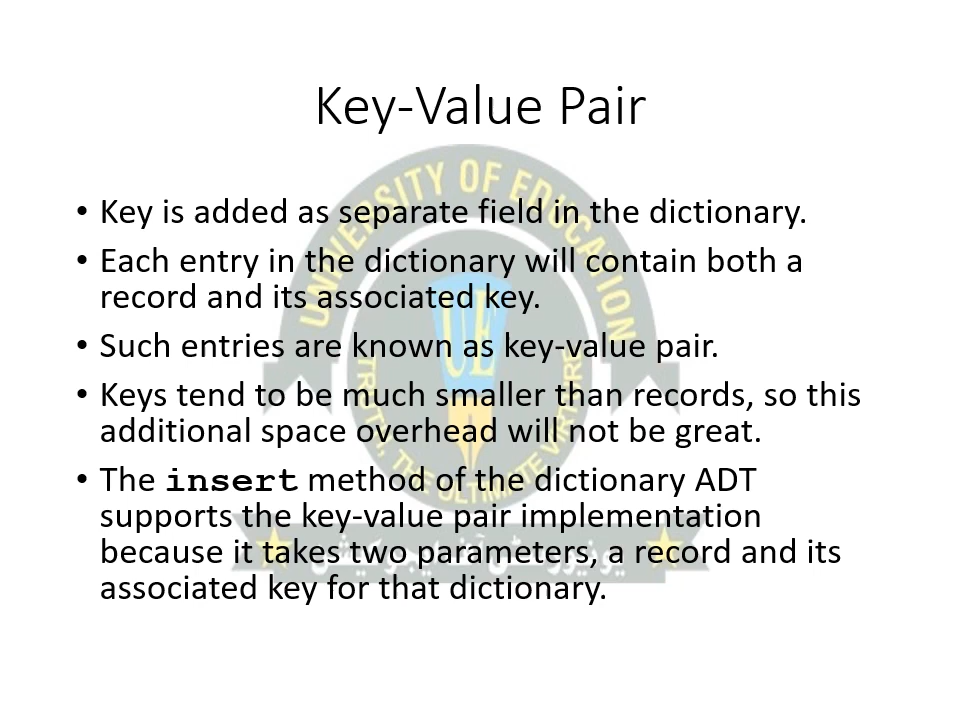 Key-Value Pair
UNIVERSITY OF EDUCATION
UE
TRUTH, THE ULTIMATE VIRTURE
• Key is added as separate field in the dictionary.
• Each entry in the dictionary will contain both a
record and its associated key.
• Such entries are known as key-value pair.
• Keys tend to be much smaller than records, so this
additional space overhead will not be great.
• The insert method of the dictionary ADT
supports the key-value pair implementation
because it takes two parameters, a record and its
associated key for that dictionary.